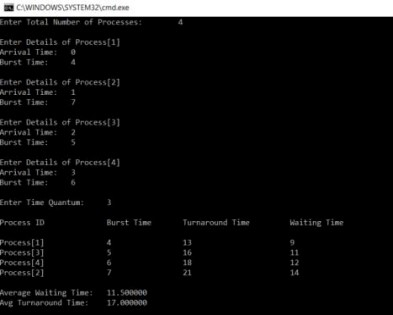 C:\WINDOWS\SYSTEM32\cmd.exe
Enter Total Number of Processes: 4
Enter Details of Process[1]
Arrival Time: 0
Burst Time: 4
Enter Details of Process[2]
Arrival Time: 1
Burst Time: 7
Enter Details of Process[3]
Arrival Time: 2
Burst Time: 5
Enter Details of Process[4]
Arrival Time: 3
Burst Time: 6
Enter Time Quantum: 3
Process ID Burst Time Turnaround Time Waiting Time
Process[1] 4 13 9
Process[3] 5 16 11
Process[4] 6 18 12
Process[2] 7 21 14
Average Waiting Time: 11.500000
Avg Turnaround Time: 17.000000